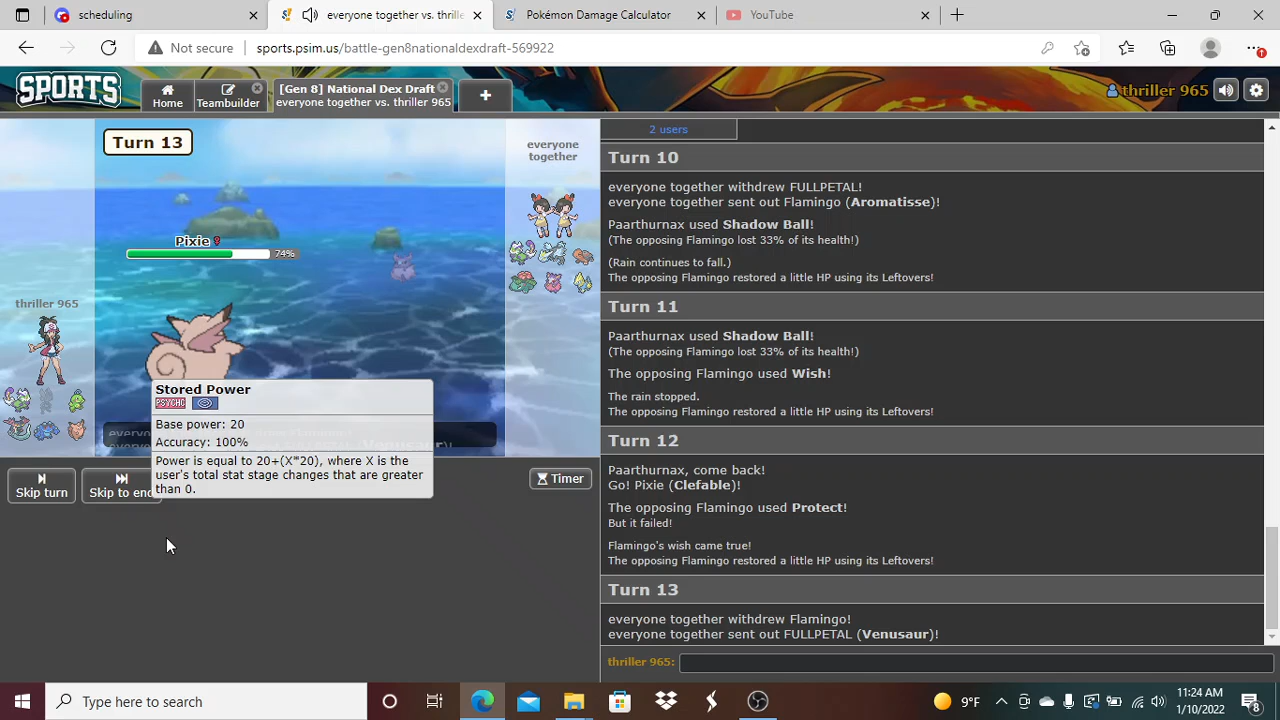 scheduling
everyone together vs. thrille
Pokémon Damage Calculator
YouTube
Not secure
sports.psim.us/battle-gen8nationaldexdraft-569922
SPORTS
Home
Teambuilder
[Gen 8] National Dex Draft
everyone together vs. thriller 965
thriller 965
2 users
Turn 13
everyone
together
Pixie
74%
thriller 965
Stored Power
PSYCHC
Base power: 20
Accuracy: 100%
Power is equal to 20+(X*20), where X is the
user's total stat stage changes that are greater
than 0.
Skip turn
Skip to end
Timer
Turn 10
everyone together withdrew FULLPETAL!
everyone together sent out Flamingo (Aromatisse)!
Paarthurnax used Shadow Ball!
(The opposing Flamingo lost 33% of its health!)
(Rain continues to fall.)
The opposing Flamingo restored a little HP using its Leftovers!
Turn 11
Paarthurnax used Shadow Ball!
(The opposing Flamingo lost 33% of its health!)
The opposing Flamingo used Wish!
The rain stopped.
The opposing Flamingo restored a little HP using its Leftovers!
Turn 12
Paarthurnax, come back!
Go! Pixie (Clefable)!
The opposing Flamingo used Protect!
But it failed!
Flamingo's wish came true!
The opposing Flamingo restored a little HP using its Leftovers!
Turn 13
everyone together withdrew Flamingo!
everyone together sent out FULLPETAL (Venusaur)!
thriller 965:
Type here to search
9°F
11:24 AM
1/10/2022
8